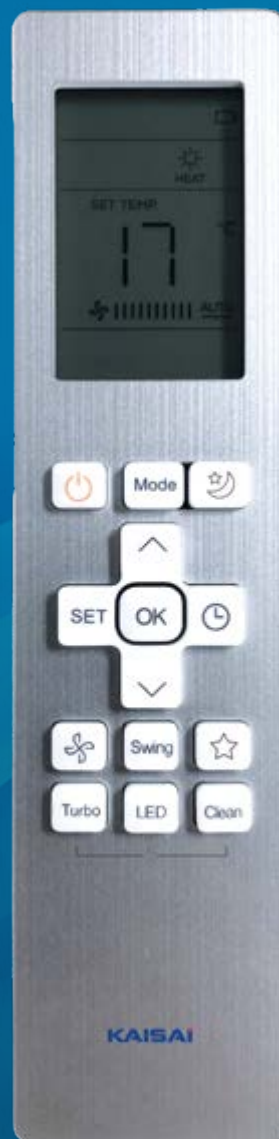 HEAT
SET TEMP.
°C
17
AUTO
Mode
SET
OK
Swing
Turbo
LED
Clean
KAISAI